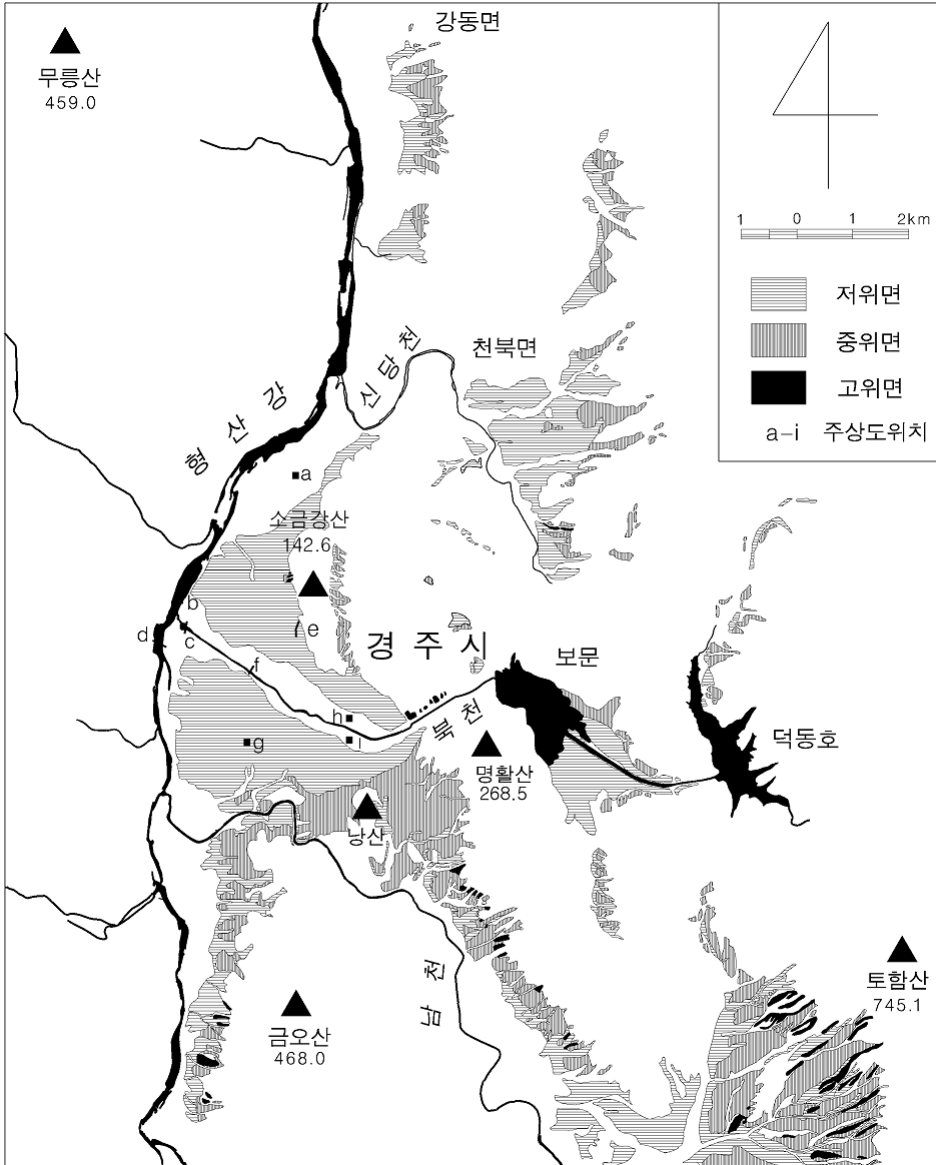 강동면
무릉산
459.0
1 0 1 2km
저위면
중위면
고위면
a-i 주상도위치
천북면
신당천
형산강
a
소금강산
142.6
b
d
c
e
경주시
보문
f
h
i
g
북천
명활산
268.5
덕동호
낭산
남천
금오산
468.0
토함산
745.1